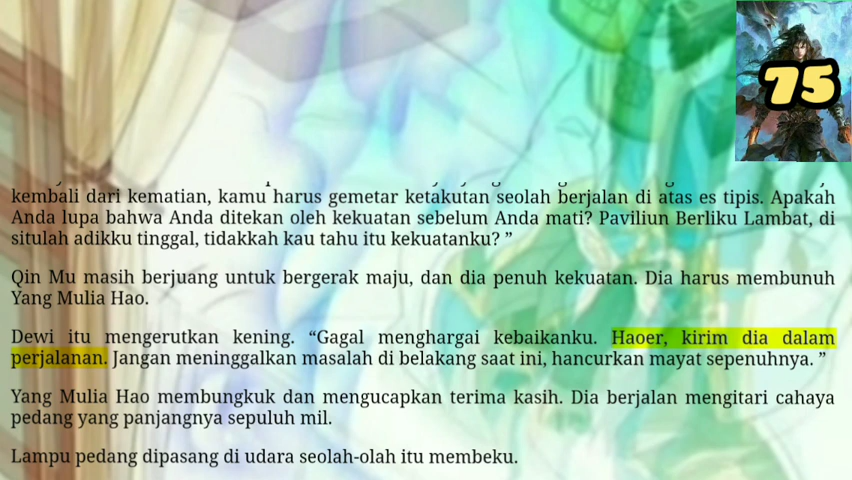 75
kembali dari kematian, kamu harus gemetar ketakutan seolah berjalan di atas es tipis. Apakah
Anda lupa bahwa Anda ditekan oleh kekuatan sebelum Anda mati? Paviliun Berliku Lambat, di
situlah adikku tinggal, tidakkah kau tahu itu kekuatanku? ”
Qin Mu masih berjuang untuk bergerak maju, dan dia penuh kekuatan. Dia harus membunuh
Yang Mulia Hao.
Dewi itu mengerutkan kening. “Gagal menghargai kebaikanku. Haoer, kirim dia dalam
perjalanan. Jangan meninggalkan masalah di belakang saat ini, hancurkan mayat sepenuhnya. ”
Yang Mulia Hao membungkuk dan mengucapkan terima kasih. Dia berjalan mengitari cahaya
pedang yang panjangnya sepuluh mil.
Lampu pedang dipasang di udara seolah-olah itu membeku.